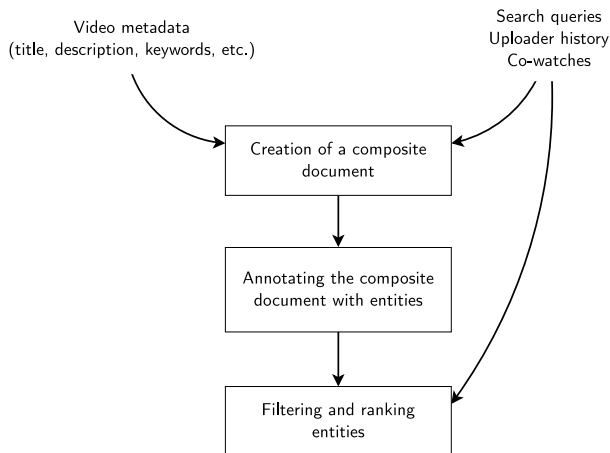 Video metadata
(title, description, keywords, etc.)
Search queries
Uploader history
Co-watches
Creation of a composite
document
Annotating the composite
document with entities
Filtering and ranking
entities